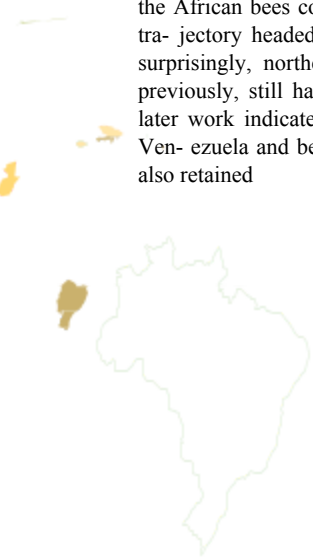 the African bees co
tra- jectory headed
surprisingly, north
previously, still ha
later work indicate
Ven- ezuela and be
also retained